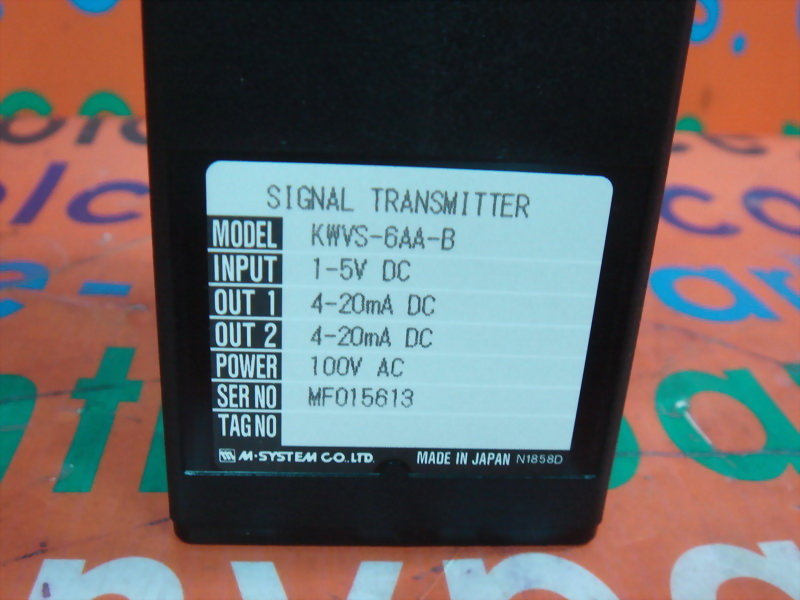 SIGNAL TRANSMITTER
MODEL KWVS-6AA-B
INPUT 1-5V DC
OUT 1 4-20mA DC
OUT 2 4-20mA DC
POWER 100V AC
SER NO MF015613
TAG NO
M-SYSTEM CO.,LTD. MADE IN JAPAN N1858D